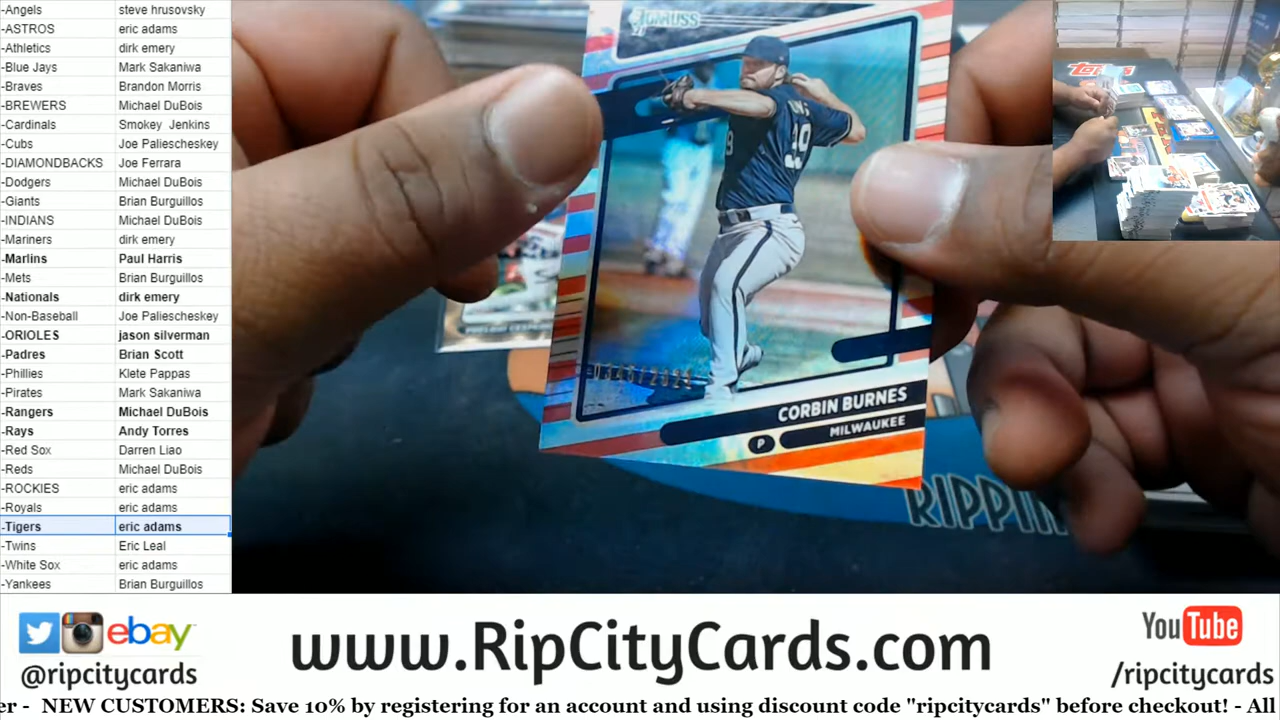 -Angels steve hrusovsky
-ASTROS eric adams
-Athletics dirk emery
-Blue Jays Mark Sakaniwa
-Braves Brandon Morris
-BREWERS Michael DuBois
-Cardinals Smokey Jenkins
-Cubs Joe Paliescheskey
-DIAMONDBACKS Joe Ferrara
-Dodgers Michael DuBois
-Giants Brian Burguillos
-INDIANS Michael DuBois
-Mariners dirk emery
-Marlins Paul Harris
-Mets Brian Burguillos
-Nationals dirk emery
-Non-Baseball Joe Paliescheskey
-ORIOLES jason silverman
-Padres Brian Scott
-Phillies Klete Pappas
-Pirates Mark Sakaniwa
-Rangers Michael DuBois
-Rays Andy Torres
-Red Sox Darren Liao
-Reds Michael DuBois
-ROCKIES eric adams
-Royals eric adams
-Tigers eric adams
-Twins Eric Leal
-White Sox eric adams
-Yankees Brian Burguillos
39
CORBIN BURNES
P MILWAUKEE
RIPPIN
Topps
ebay
@ripcitycards
www.RipCityCards.com
YouTube
/ripcitycards
er - NEW CUSTOMERS: Save 10% by registering for an account and using discount code "ripcitycards" before checkout! - All